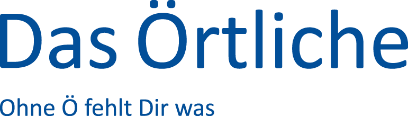 Das Örtliche
Ohne Ö fehlt Dir was